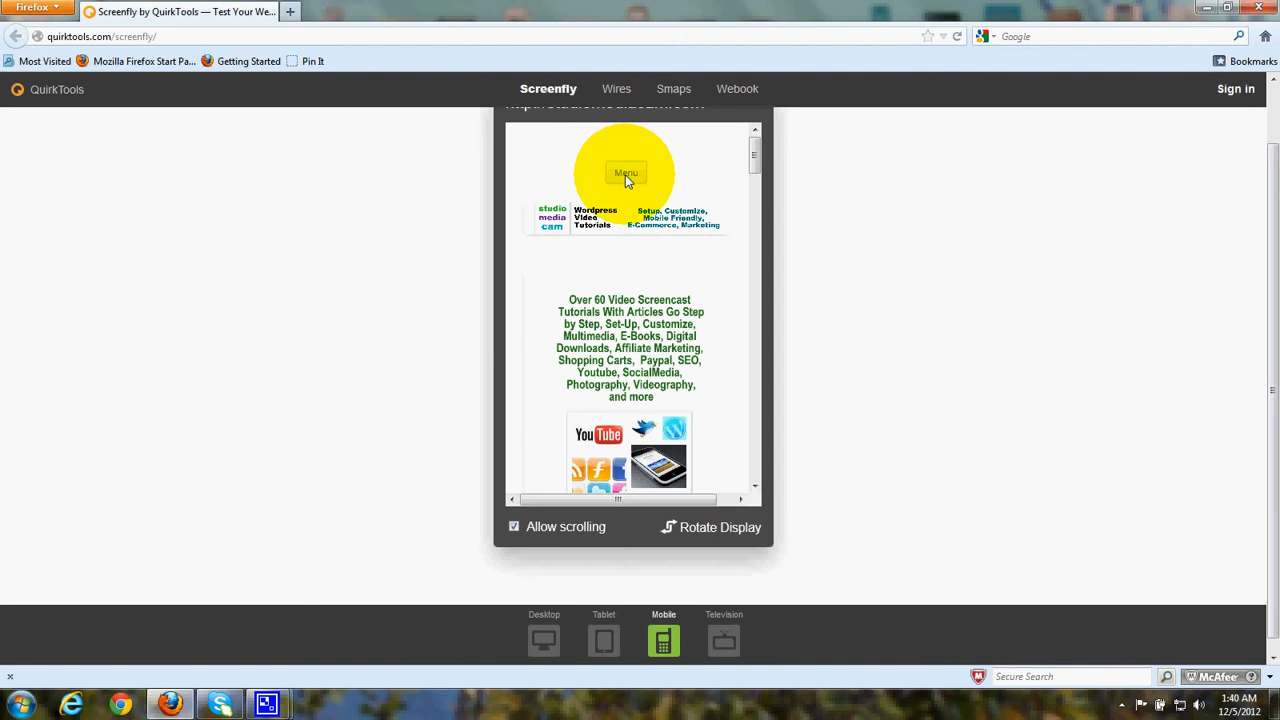 Firefox
Screenfly by QuirkTools — Test Your We...
quirktools.com/screenfly/
Google
Most Visited
Mozilla Firefox Start Pa...
Getting Started
Pin It
Bookmarks
QuirkTools
Screenfly
Wires
Smaps
Webook
Sign in
Menu
studio
media
cam
Wordpress
Video
Tutorials
Setup, Customize,
Mobile Friendly,
E-Commerce, Marketing
Over 60 Video Screencast
Tutorials With Articles Go Step
by Step, Set-Up, Customize,
Multimedia, E-Books, Digital
Downloads, Affiliate Marketing,
Shopping Carts, Paypal, SEO,
Youtube, SocialMedia,
Photography, Videography,
and more
YouTube
Allow scrolling
Rotate Display
Desktop
Tablet
Mobile
Television
Secure Search
McAfee
1:40 AM
12/5/2012